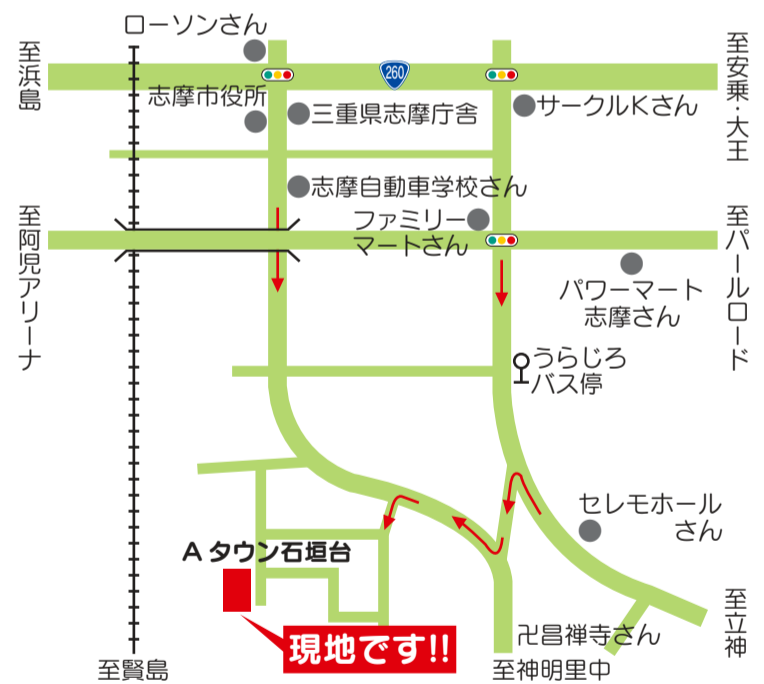 ローソンさん
至浜島
260
至安乗・大王
志摩市役所
三重県志摩庁舎
サークルKさん
志摩自動車学校さん
至阿児アリーナ
ファミリー
マートさん
至パールロード
パワーマート
志摩さん
うらじろ
バス停
セレモホール
さん
Aタウン石垣台
現地です!!
至立神
卍昌禅寺さん
至賢島
至神明里中